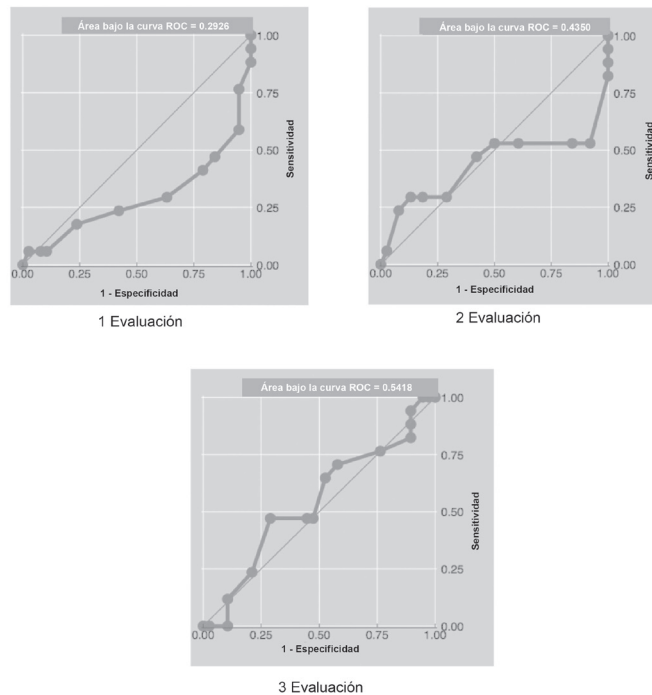 Área bajo la curva ROC = 0.2926
1.00
0.75
0.50
0.25
0.00
Sensitividad
0.00
0.25
0.50
0.75
1.00
1 - Especificidad
1 Evaluación
Área bajo la curva ROC = 0.4350
1.00
0.75
0.50
0.25
0.00
Sensitividad
0.00
0.25
0.50
0.75
1.00
1 - Especificidad
2 Evaluación
Área bajo la curva ROC = 0.5418
1.00
0.75
0.50
0.25
0.00
Sensitividad
0.00
0.25
0.50
0.75
1.00
1 - Especificidad
3 Evaluación